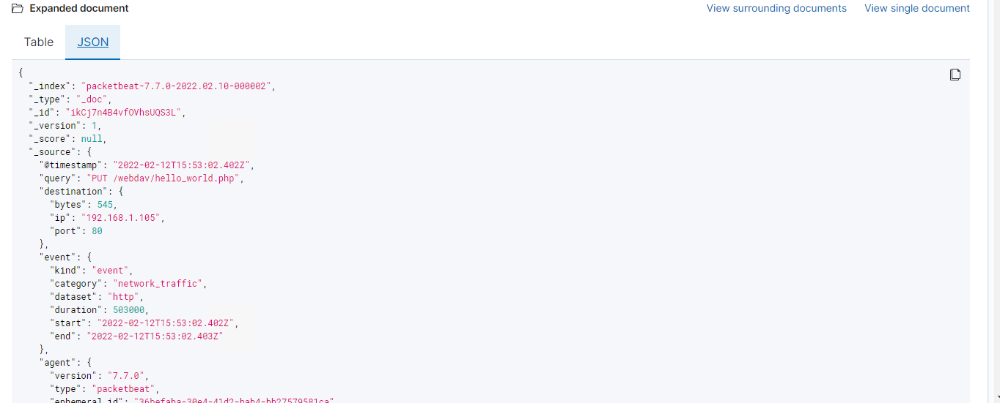 Expanded document View surrounding documents View single document
Table JSON
{
"_index": "packetbeat-7.7.0-2022.02.10-000002",
"_type": "_doc",
"_id": "ikCj7n4B4vfOVhsUQS3L",
"_version": 1,
"_score": null,
"_source": {
"@timestamp": "2022-02-12T15:53:02.402Z",
"query": "PUT /webdav/hello_world.php",
"destination": {
"bytes": 545,
"ip": "192.168.1.105",
"port": 80
},
"event": {
"kind": "event",
"category": "network_traffic",
"dataset": "http",
"duration": 503000,
"start": "2022-02-12T15:53:02.402Z",
"end": "2022-02-12T15:53:02.403Z"
},
"agent": {
"version": "7.7.0",
"type": "packetbeat",
"ephemeral_id": "36befaba-30e4-41d2-bab4-bb27579581ca"